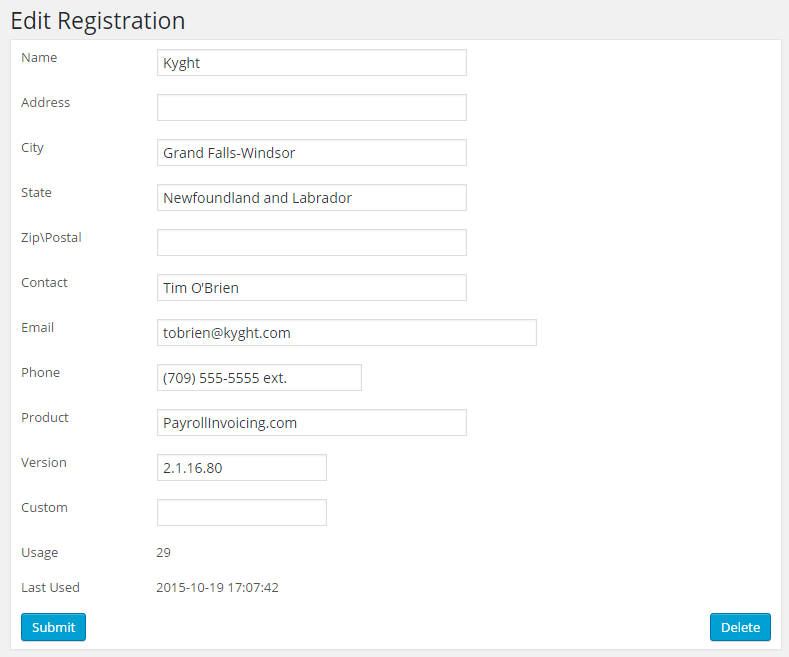 Edit Registration
Name Kyght
Address
City Grand Falls-Windsor
State Newfoundland and Labrador
Zip\Postal
Contact Tim O'Brien
Email tobrien@kyght.com
Phone (709) 555-5555 ext.
Product PayrollInvoicing.com
Version 2.1.16.80
Custom
Usage 29
Last Used 2015-10-19 17:07:42
Submit Delete